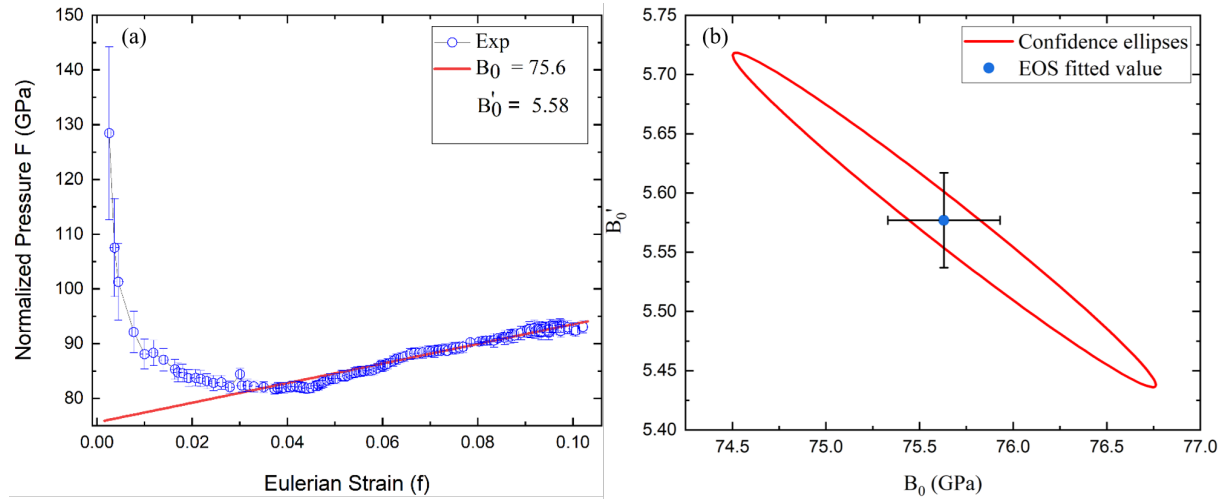 (a)
Exp
B0 = 75.6
B0' = 5.58
Normalized Pressure F (GPa)
150
140
130
120
110
100
90
80
0.00 0.02 0.04 0.06 0.08 0.10
Eulerian Strain (f)
(b)
Confidence ellipses
EOS fitted value
B0'
5.75
5.70
5.65
5.60
5.55
5.50
5.45
5.40
74.5 75.0 75.5 76.0 76.5 77.0
B0 (GPa)